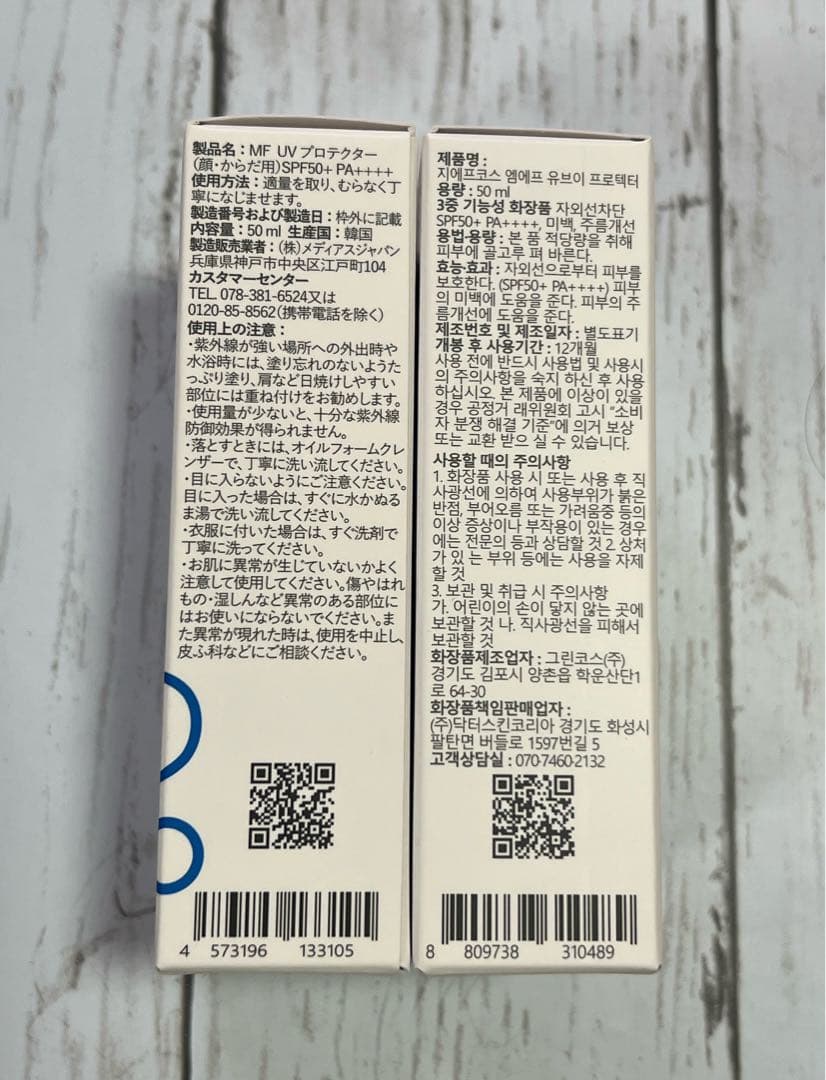 製品名：MF UV プロテクター
（顔・からだ用）SPF50+ PA++++
使用方法：適量を取り、むらなく丁
寧になじませます。
製造番号および製造日：枠外に記載
内容量：50 ml 生産国：韓国
製造販売業者：（株）メディアスジャパン
兵庫県神戸市中央区江戸町104
カスタマーセンター
TEL. 078-381-6524又は
0120-85-8562（携帯電話を除く）
使用上の注意：
・紫外線が強い場所への外出時や
水浴時には、塗り忘れのないようた
っぷり塗り、肩など日焼けしやすい
部位には重ね付けをお勧めします。
・使用量が少ないと、十分な紫外線
防御効果が得られません。
・落とすときには、オイルフォームクレ
ンザーで、丁寧に洗い流してください。
・目に入らないようにご注意ください。
目に入った場合は、すぐに水かぬる
ま湯で洗い流してください。
・衣服に付いた場合は、すぐ洗剤で
丁寧に洗ってください。
・お肌に異常が生じていないかよく
注意して使用してください。傷やはれ
もの・湿しんなど異常のある部位に
はお使いにならないでください。ま
た異常が現れた時は、使用を中止し、
皮ふ科などにご相談ください。
4 573196 133105
제품명 :
지에프코스 엠에프 유브이 프로텍터
용량 : 50 ml
3중 기능성 화장품 자외선차단
SPF50+ PA++++, 미백, 주름개선
용법·용량 : 본 품 적당량을 취해
피부에 골고루 펴 바른다.
효능·효과 : 자외선으로부터 피부를
보호한다. (SPF50+ PA++++) 피부
의 미백에 도움을 준다. 피부의 주
름개선에 도움을 준다.
제조번호 및 제조일자 : 별도표기
개봉 후 사용기간 : 12개월
사용 전에 반드시 사용법 및 사용시
의 주의사항을 숙지 하신 후 사용
하십시오. 본 제품에 이상이 있을
경우 공정거 래위원회 고시 "소비
자 분쟁 해결 기준"에 의거 보상
또는 교환 받으 실 수 있습니다.
사용할 때의 주의사항
1. 화장품 사용 시 또는 사용 후 직
사광선에 의하여 사용부위가 붉은
반점, 부어오름 또는 가려움증 등의
이상 증상이나 부작용이 있는 경우
에는 전문의 등과 상담할 것 2. 상처
가 있 는 부위 등에는 사용을 자제
할 것
3. 보관 및 취급 시 주의사항
가. 어린이의 손이 닿지 않는 곳에
보관할 것 나. 직사광선을 피해서
보관할 것
화장품제조업자 : 그린코스(주)
경기도 김포시 양촌읍 학운산단1
로 64-30
화장품책임판매업자 :
(주)닥터스킨코리아 경기도 화성시
팔탄면 버들로 1597번길 5
고객상담실 : 070-7460-2132
8 809738 310489